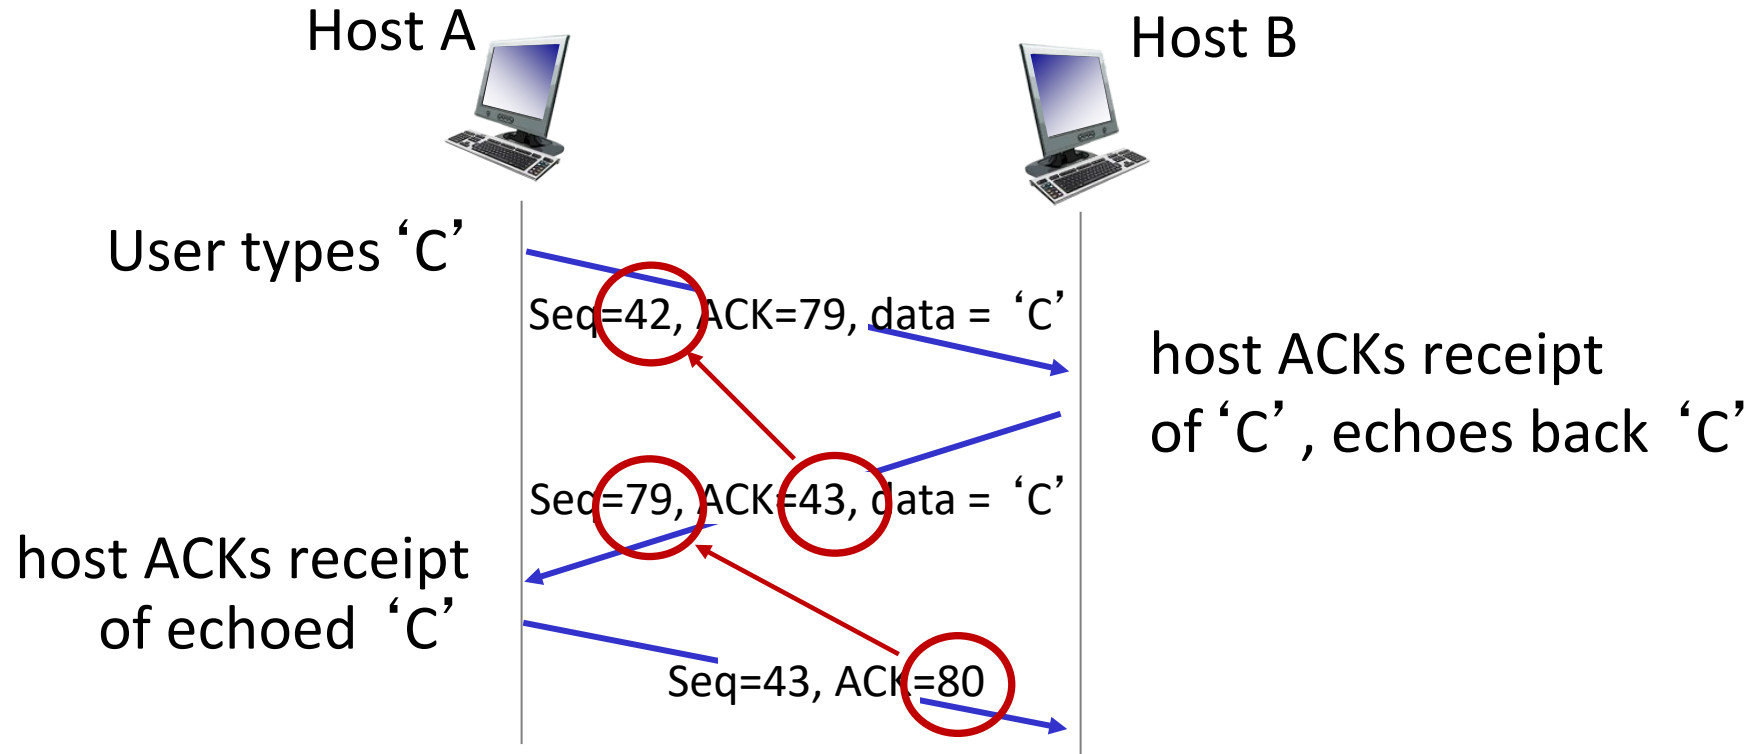 Host A
Host B
User types ‘C’
Seq=42, ACK=79, data = ‘C’
host ACKs receipt
of ‘C’, echoes back ‘C’
Seq=79, ACK=43, data = ‘C’
host ACKs receipt
of echoed ‘C’
Seq=43, ACK=80